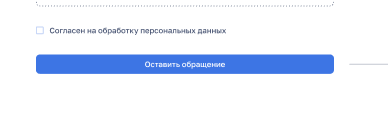 Согласен на обработку персональных данных
Оставить обращение